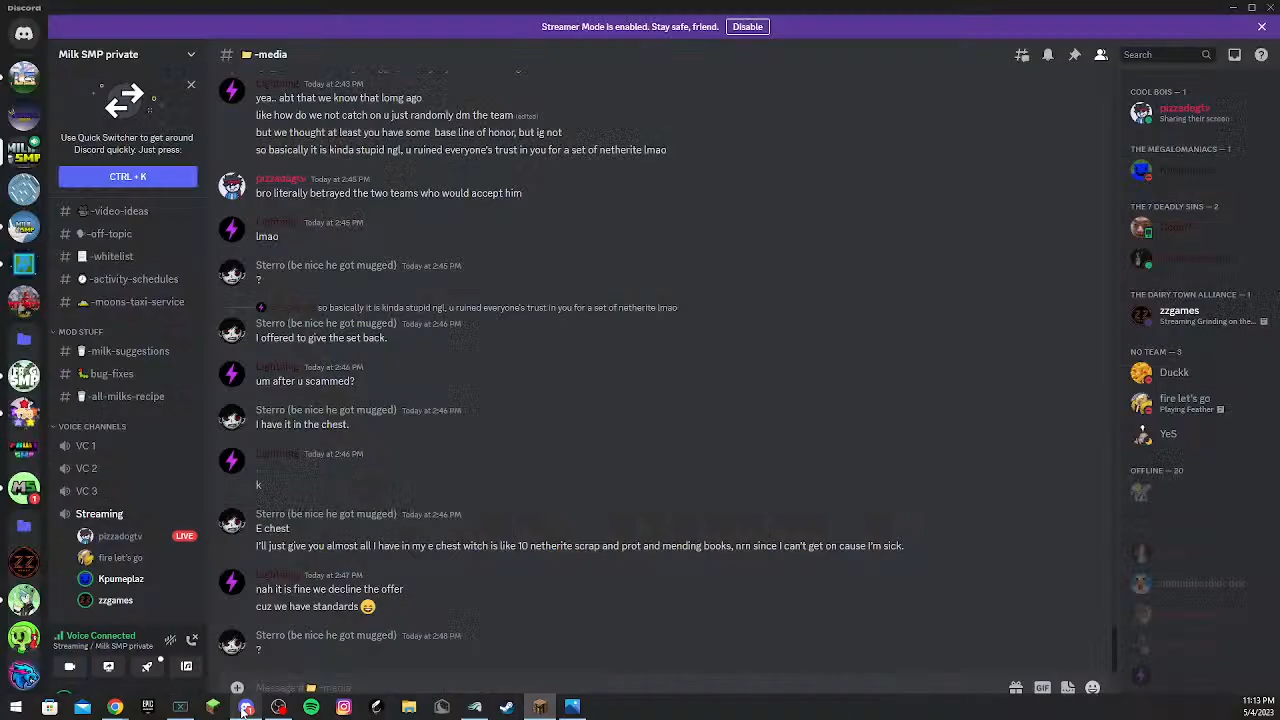 Discord
Streamer Mode is enabled. Stay safe, friend. Disable
Milk SMP private
Use Quick Switcher to get around
Discord quickly. Just press:
CTRL + K
-video-ideas
-off-topic
-whitelist
-activity-schedules
-moons-taxi-service
MOD STUFF
-milk-suggestions
-bug-fixes
-all-milks-recipe
VOICE CHANNELS
VC 1
VC 2
VC 3
Streaming
pizzadogtv LIVE
fire let's go
Kpumeplaz
zzgames
Voice Connected
Streaming / Milk SMP private
# -media
Search
Lightning Today at 2:43 PM
yea.. abt that we know that lomg ago
like how do we not catch on u just randomly dm the team (edited)
but we thought at least you have some base line of honor, but ig not
so basically it is kinda stupid ngl, u ruined everyone's trust in you for a set of netherite lmao
pizzadogtv Today at 2:45 PM
bro literally betrayed the two teams who would accept him
Lightning Today at 2:45 PM
lmao
Sterro (be nice he got mugged) Today at 2:45 PM
?
so basically it is kinda stupid ngl, u ruined everyone's trust in you for a set of netherite lmao
Sterro (be nice he got mugged) Today at 2:46 PM
I offered to give the set back.
Lightning Today at 2:46 PM
um after u scammed?
Sterro (be nice he got mugged) Today at 2:46 PM
I have it in the chest.
Lightning Today at 2:46 PM
...
k
Sterro (be nice he got mugged) Today at 2:46 PM
E chest
I'll just give you almost all I have in my e chest witch is like 10 netherite scrap and prot and mending books, nrn since I can't get on cause I'm sick.
Lightning Today at 2:47 PM
nah it is fine we decline the offer
cuz we have standards
Sterro (be nice he got mugged) Today at 2:48 PM
?
Message # -media
GIF
COOL BOIS — 1
pizzadogtv
Sharing their screen
THE MEGALOMANIACS — 1
THE 7 DEADLY SINS — 2
THE DAIRY TOWN ALLIANCE — 1
zzgames
Streaming Grinding on the...
NO TEAM — 3
Duckk
fire let's go
Playing Feather
YeS
OFFLINE — 20
11:13 PM
5/4/2023